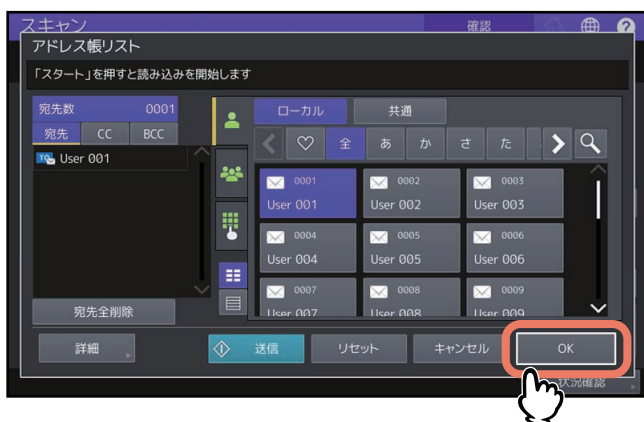 スキャン
確認
アドレス帳リスト
「スタート」を押すと読み込みを開始します
宛先数 0001
宛先 CC BCC
TO User 001
宛先全削除
ローカル 共通
全 あ か さ た
0001 0002 0003
User 001 User 002 User 003
0004 0005 0006
User 004 User 005 User 006
0007 0008 0009
User 007 User 008 User 009
詳細 送信 リセット キャンセル OK
状況確認